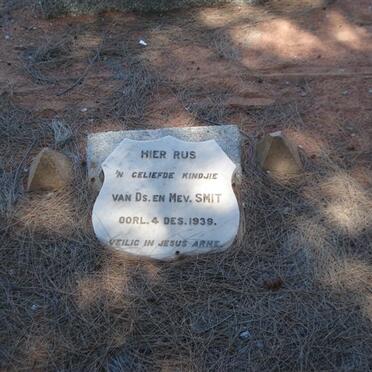 HIER RUS
'N GELIEFDE KINDJIE
VAN DS. EN MEV. SMIT
OORL. 4 DES. 1939.
VEILIG IN JESUS ARME.